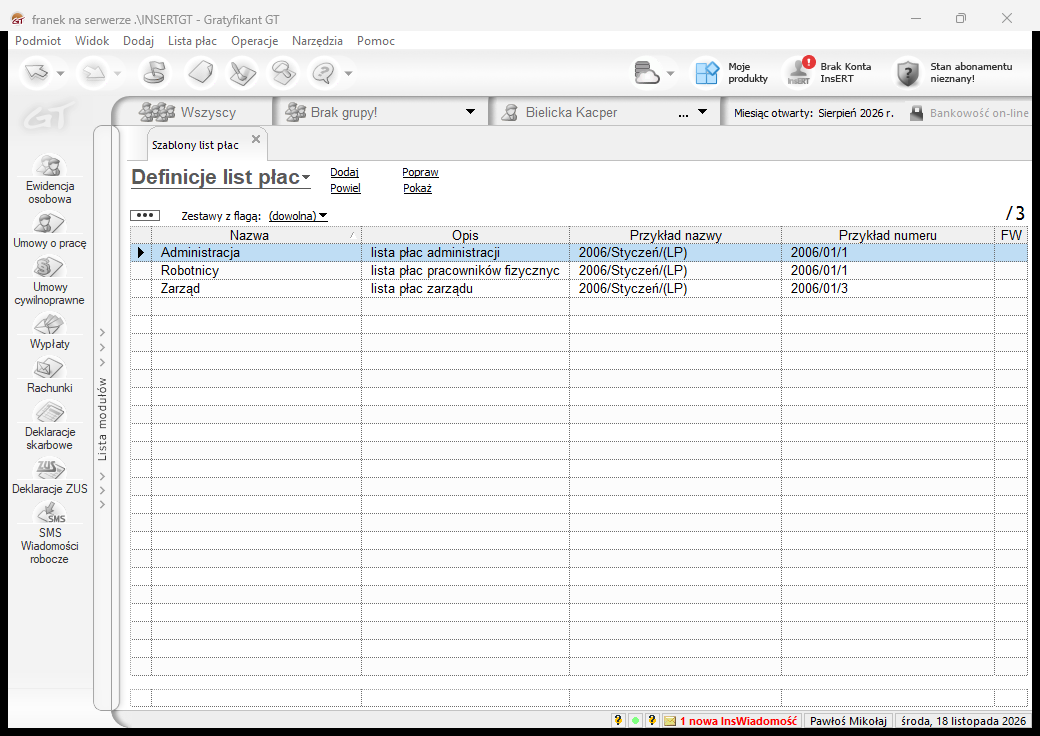 franek na serwerze .\INSERTGT - Gratyfikant GT
Podmiot Widok Dodaj Lista płac Operacje Narzędzia Pomoc
Moje produkty
Brak Konta InsERT
Stan abonamentu nieznany!
GT
Wszyscy
Brak grupy!
Bielicka Kacper ...
Miesiąc otwarty: Sierpień 2026 r.
Bankowość on-line
Szablony list płac
Definicje list płac
Dodaj Popraw
Powiel Pokaż
Zestawy z flagą: (dowolna)
/3
Nazwa Opis Przykład nazwy Przykład numeru FW
Administracja lista płac administracji 2006/Styczeń/(LP) 2006/01/1
Robotnicy lista płac pracowników fizycznyc 2006/Styczeń/(LP) 2006/01/1
Zarząd lista płac zarządu 2006/Styczeń/(LP) 2006/01/3
Ewidencja
osobowa
Umowy o pracę
Umowy
cywilnoprawne
Wypłaty
Rachunki
Deklaracje
skarbowe
Deklaracje ZUS
SMS
Wiadomości
robocze
Lista modułów
1 nowa InsWiadomość
Pawłoś Mikołaj
środa, 18 listopada 2026